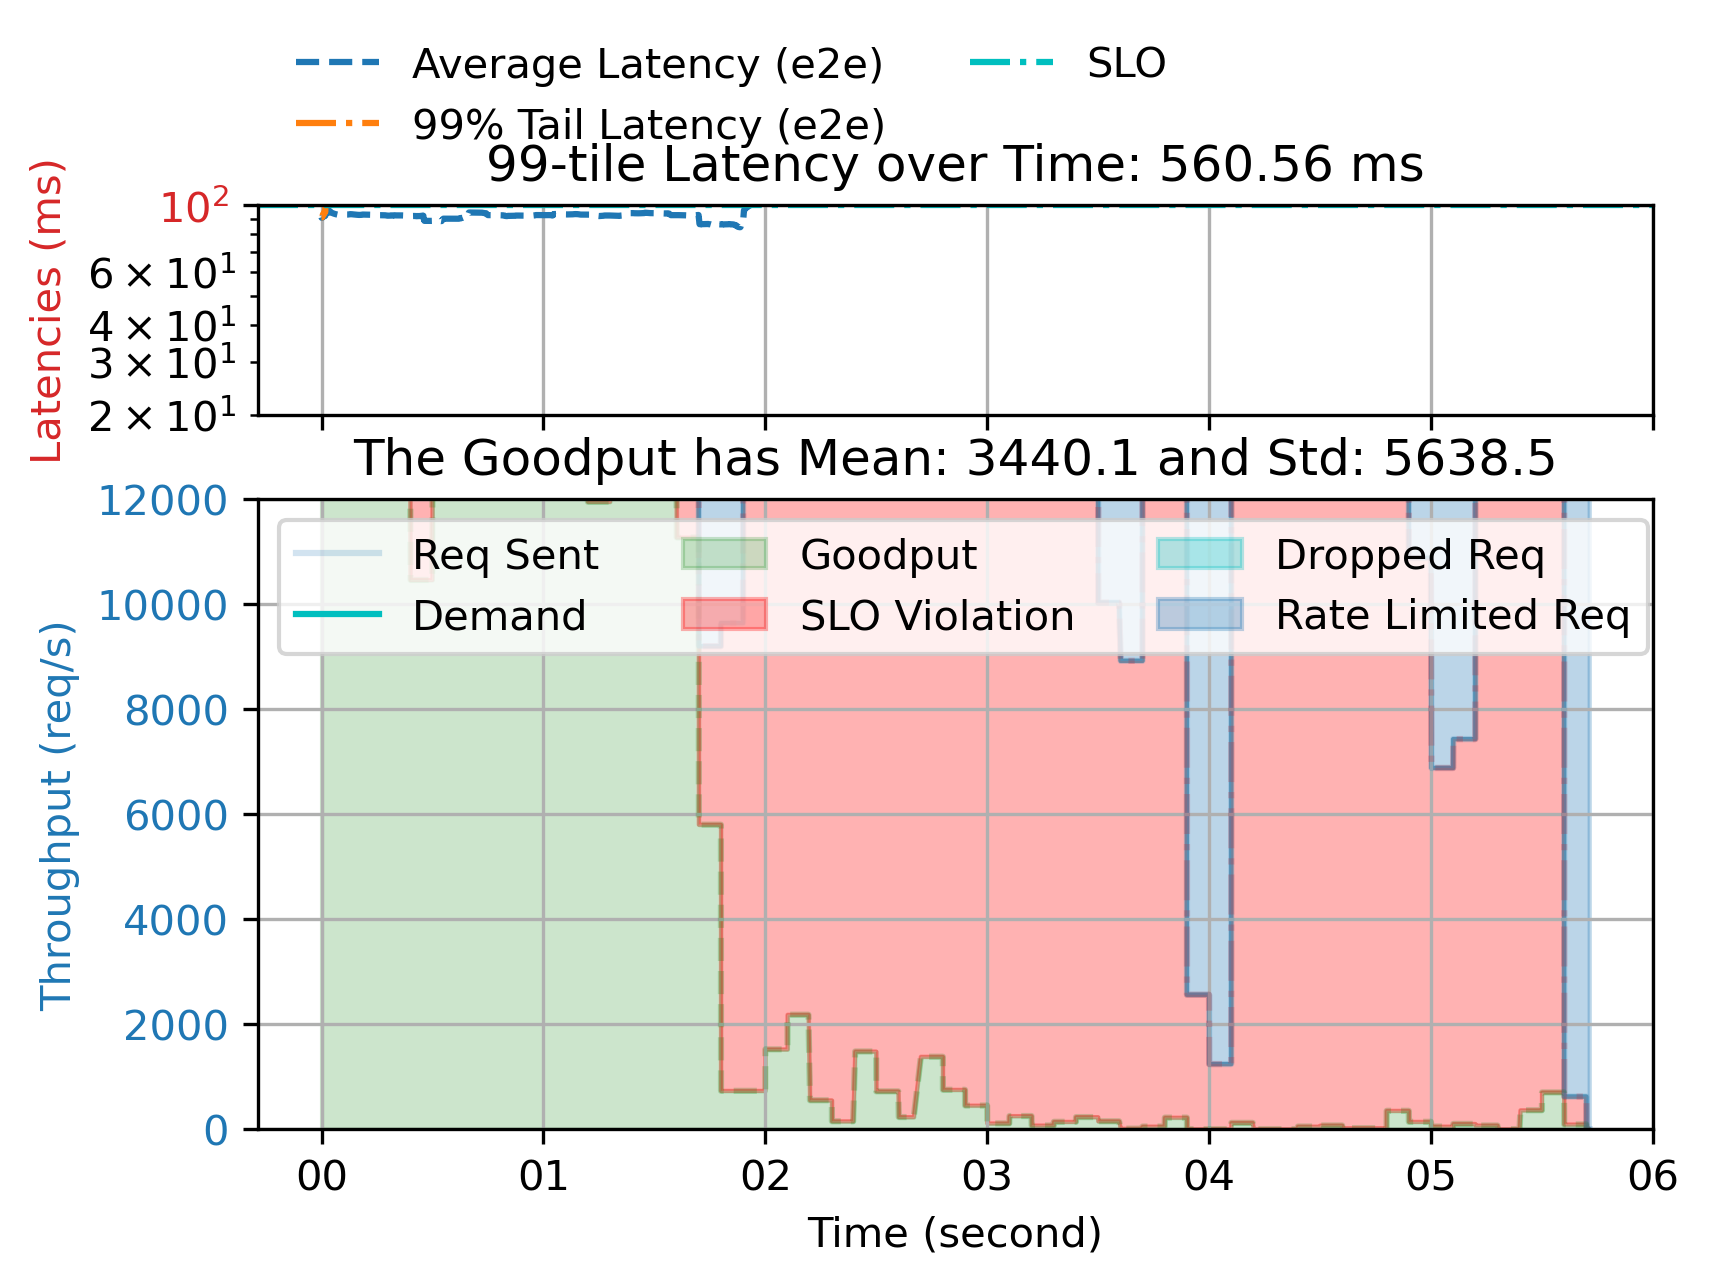 Average Latency (e2e) SLO
99% Tail Latency (e2e)
99-tile Latency over Time: 560.56 ms
Latencies (ms)
10²
6 × 10¹
4 × 10¹
3 × 10¹
2 × 10¹
The Goodput has Mean: 3440.1 and Std: 5638.5
Throughput (req/s)
12000
10000
8000
6000
4000
2000
0
Req Sent Goodput Dropped Req
Demand SLO Violation Rate Limited Req
00 01 02 03 04 05 06
Time (second)